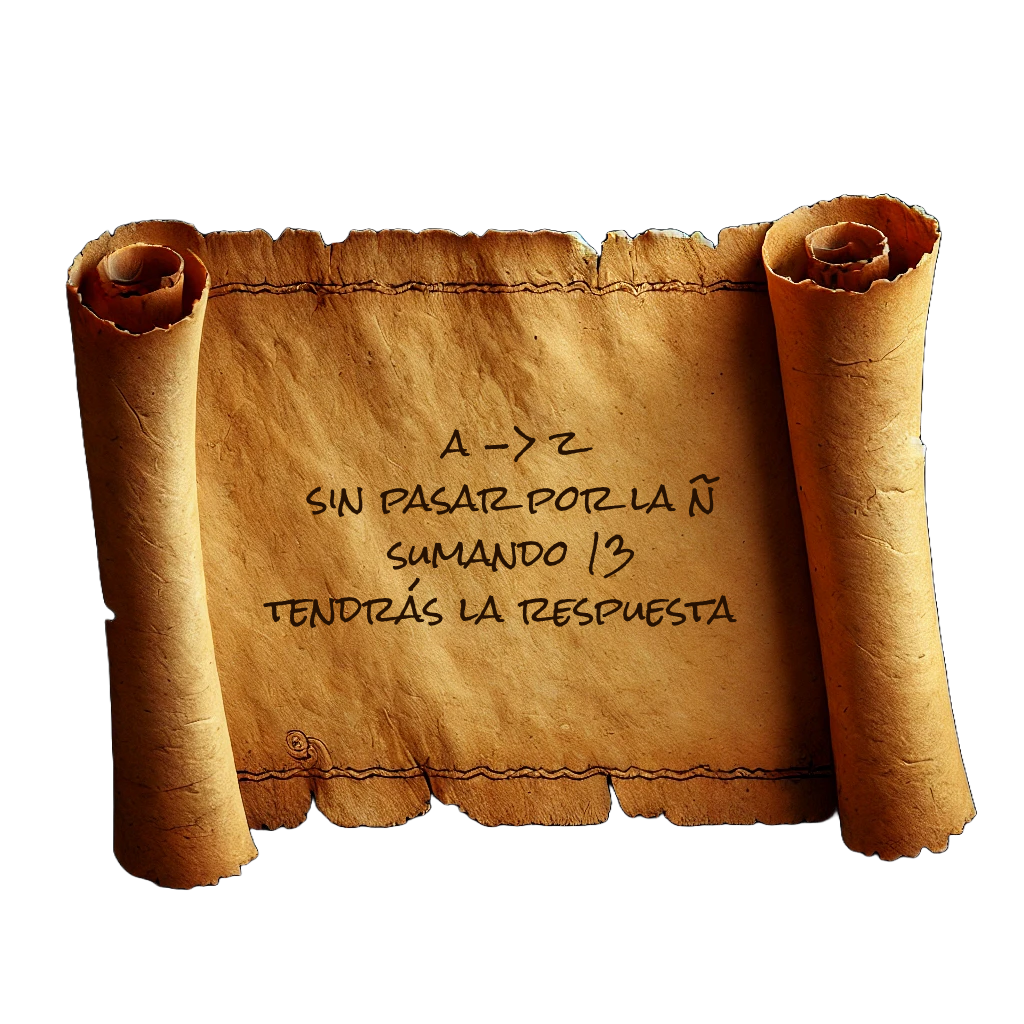 A -> Z
SIN PASAR POR LA Ñ
SUMANDO 13
TENDRÁS LA RESPUESTA